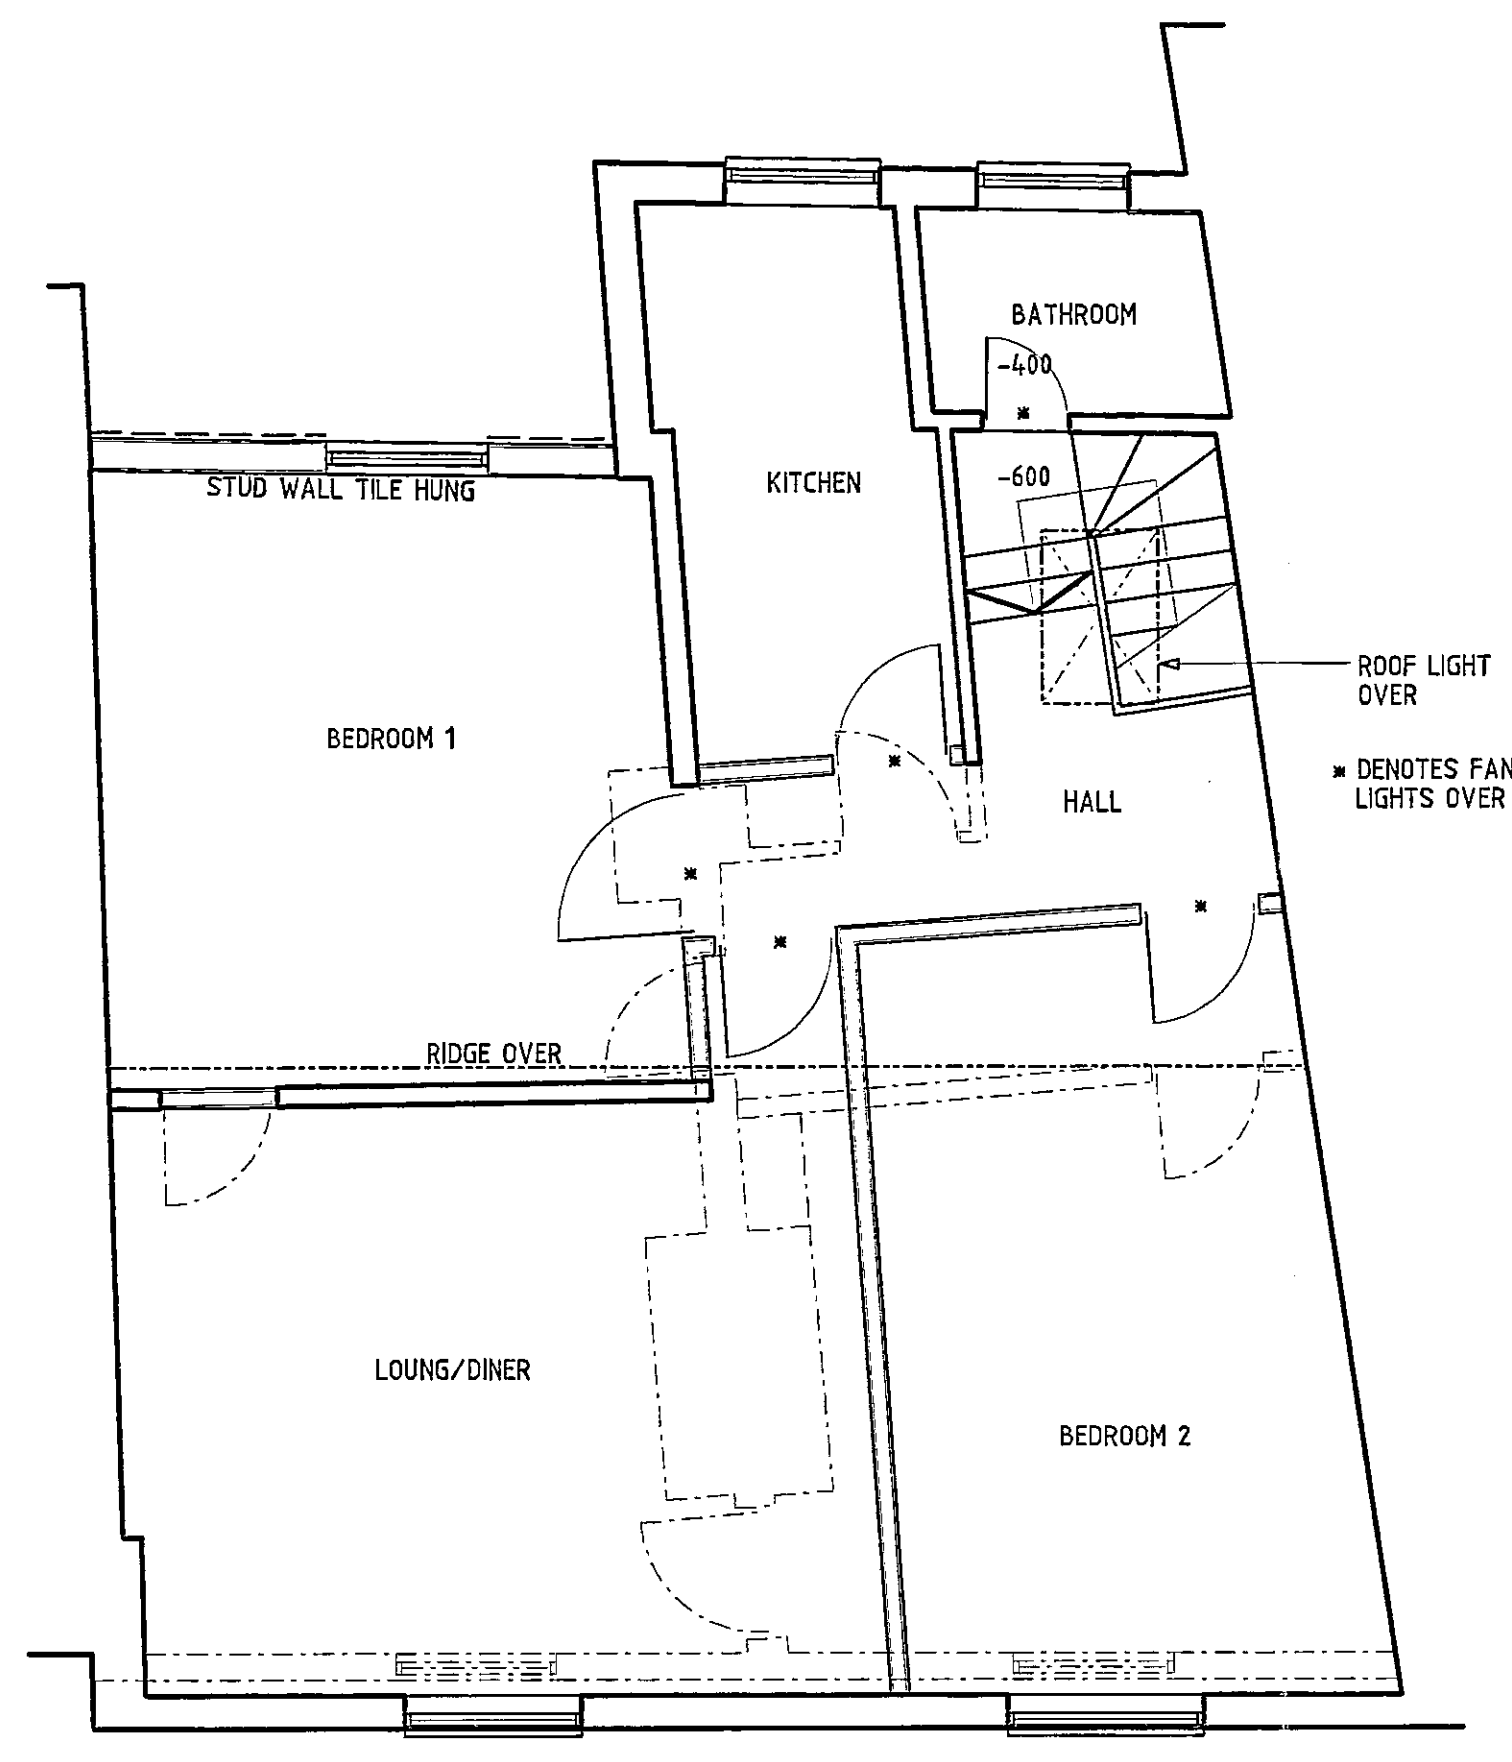 BATHROOM
-400
*
STUD WALL TILE HUNG
KITCHEN
-600
ROOF LIGHT
OVER
BEDROOM 1
*
* DENOTES FAN
LIGHTS OVER
HALL
*
*
*
RIDGE OVER
LOUNG/DINER
BEDROOM 2